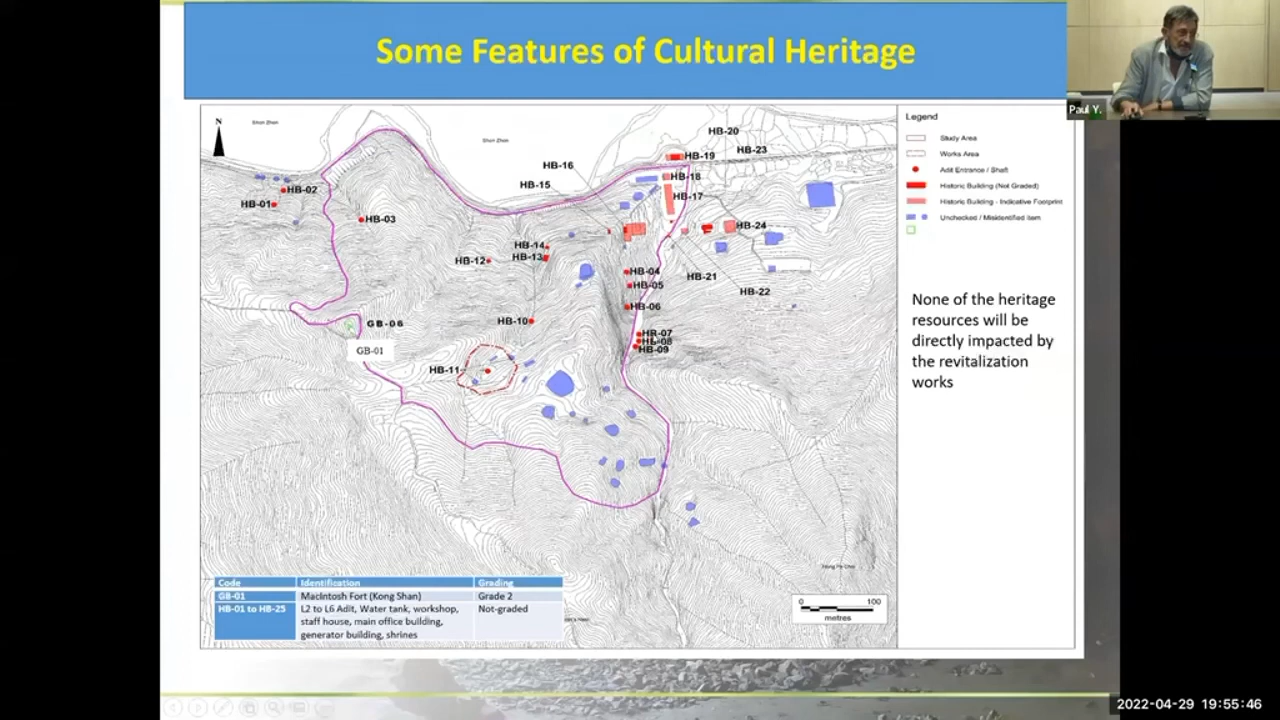 Some Features of Cultural Heritage
Paul Y.
N
Shen Zhen
Shen Zhen
HB-20
HB-23
HB-19
HB-16
HB-18
HB-15
HB-02
HB-17
HB-01
HB-03
HB-24
HB-14
HB-13
HB-12
HB-04
HB-21
HB-05
HB-22
HB-06
HB-10
GB-06
HB-07
HB-08
HB-09
GB-01
HB-11
Legend
Study Area
Works Area
Adit Entrance / Shaft
Historic Building (Not Graded)
Historic Building - Indicative Footprint
Unchecked / Misidentified Item
None of the heritage
resources will be
directly impacted by
the revitalization
works
0 100
metres
Code Identification Grading
GB-01 MacIntosh Fort (Kong Shan) Grade 2
HB-01 to HB-25 L2 to L6 Adit, Water tank, workshop, Not-graded
staff house, main office building,
generator building, shrines
2022-04-29 19:55:46